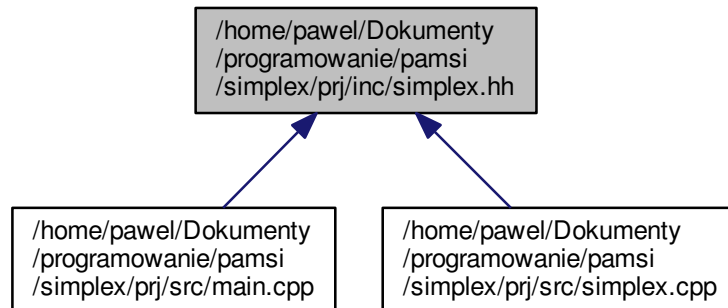 /home/pawel/Dokumenty
/programowanie/pamsi
/simplex/prj/inc/simplex.hh
/home/pawel/Dokumenty
/programowanie/pamsi
/simplex/prj/src/main.cpp
/home/pawel/Dokumenty
/programowanie/pamsi
/simplex/prj/src/simplex.cpp